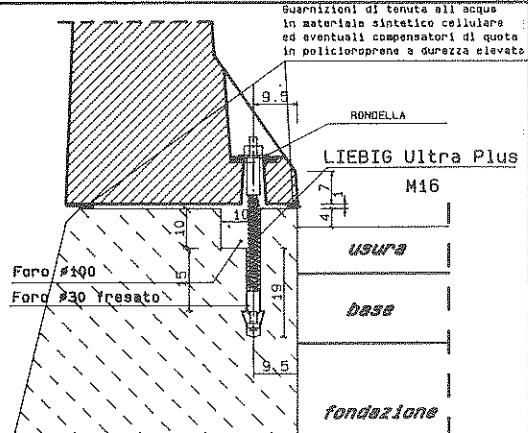 Guarnizioni di tenuta all acqua
in materiale sintetico cellulare
ed eventuali compensatori di quota
in policloroprene a durezza elevata
9.5
RONDELLA
LIEBIG Ultra Plus
M16
7
4
10
10
usura
Foro ø100
15
19
Foro ø30 fresato
base
9.5
fondazione